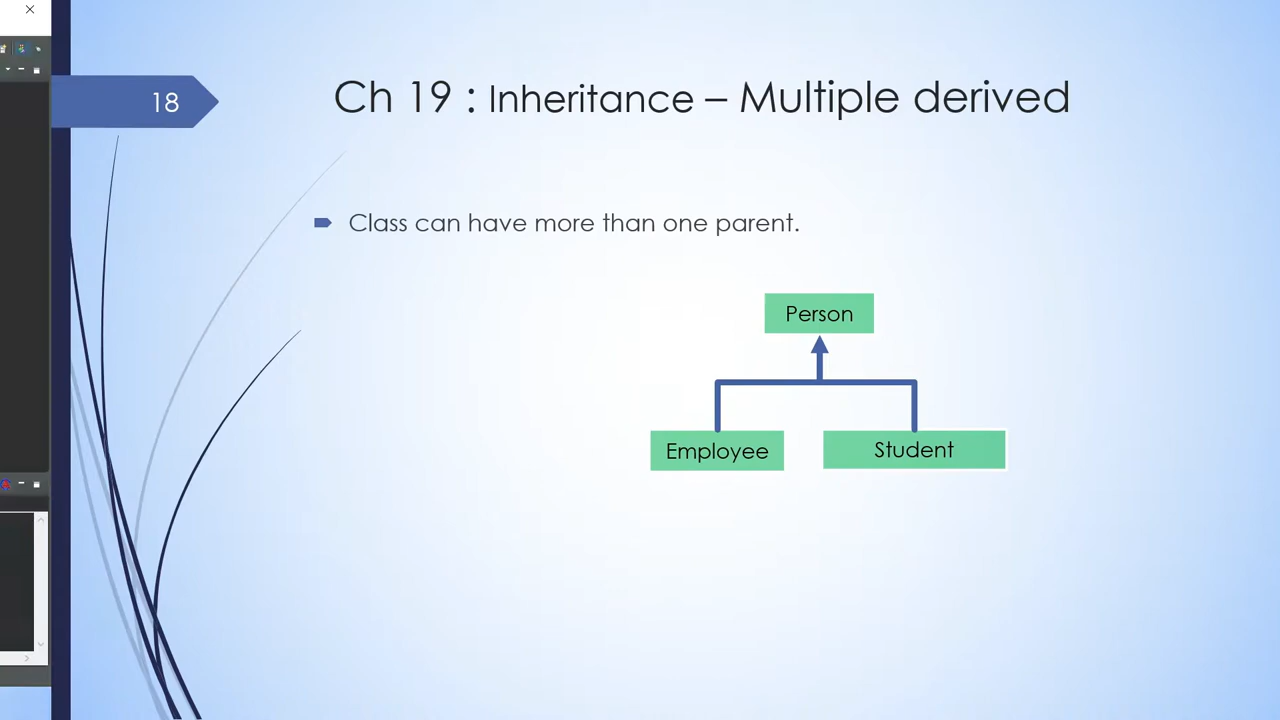 18
Ch 19 : Inheritance – Multiple derived
Class can have more than one parent.
Person
Employee
Student